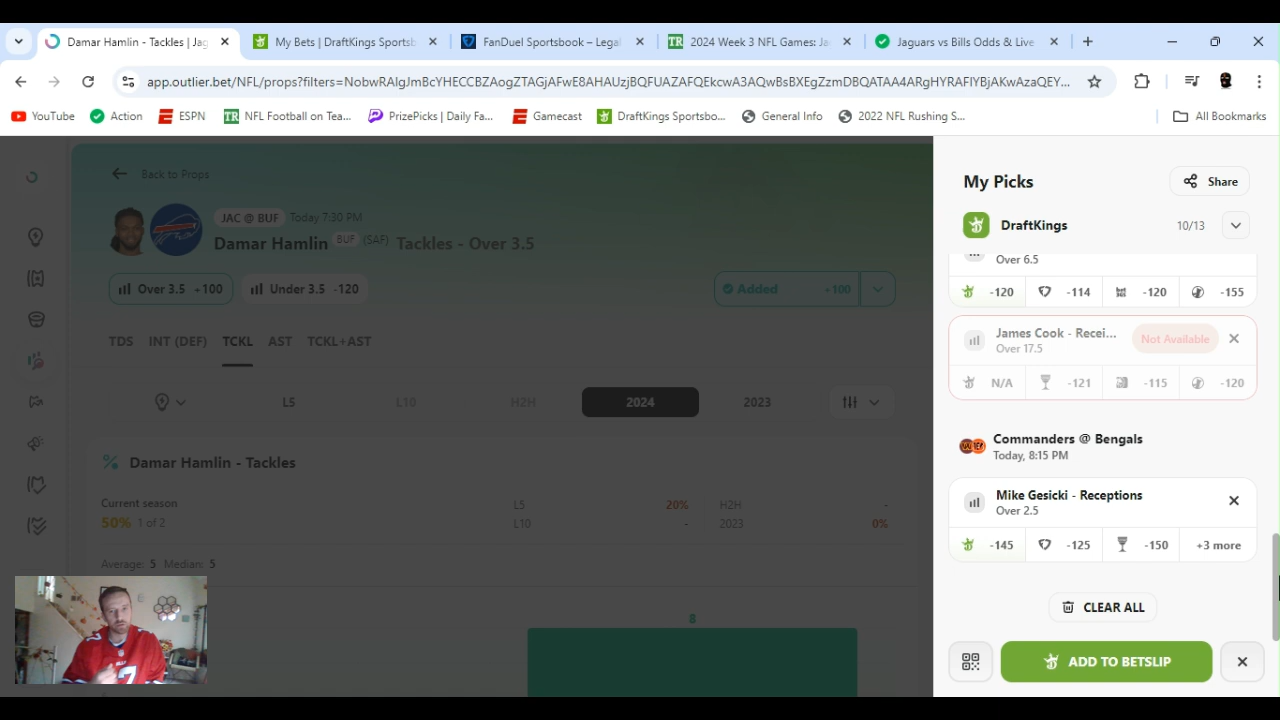 Damar Hamlin - Tackles | Jag
My Bets | DraftKings Sportsb
FanDuel Sportsbook – Legal
2024 Week 3 NFL Games: Ja
Jaguars vs Bills Odds & Live
app.outlier.bet/NFL/props?filters=NobwRAlgJmBcYHECCBZAogZTAGjAFwE8AHAUzjBQFUAZAFQEkcwA3AQwBsBXEgZzmDBQATAA4ARgHYRAFIYBjAKwAzaQEY...
YouTube
Action
ESPN
NFL Football on Tea...
PrizePicks | Daily Fa...
Gamecast
DraftKings Sportsbo...
General Info
2022 NFL Rushing S...
All Bookmarks
Back to Props
JAC @ BUF Today 7:30 PM
Damar Hamlin BUF (SAF) Tackles - Over 3.5
Over 3.5 +100
Under 3.5 -120
Added +100
TDS INT (DEF) TCKL AST TCKL+AST
L5 L10 H2H 2024 2023
Damar Hamlin - Tackles
Current season
50% 1 of 2
L5 20% H2H -
L10 - 2023 0%
Average: 5 Median: 5
8
My Picks
Share
DraftKings
10/13
Over 6.5
-120 -114 -120 -155
James Cook - Recei...
Not Available
Over 17.5
N/A -121 -115 -120
Commanders @ Bengals
Today, 8:15 PM
Mike Gesicki - Receptions
Over 2.5
-145 -125 -150 +3 more
CLEAR ALL
ADD TO BETSLIP